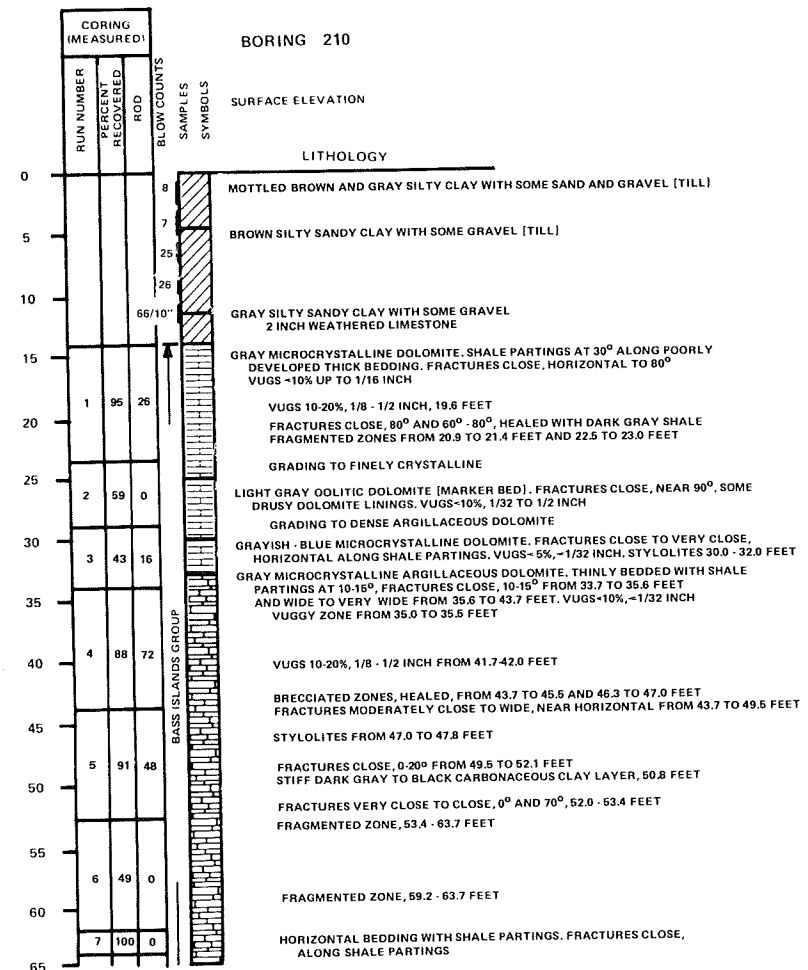 CORING
(MEASURED)
BORING 210
RUN NUMBER
PERCENT
RECOVERED
ROD
BLOW COUNTS
SAMPLES
SYMBOLS
SURFACE ELEVATION
LITHOLOGY
0
8
MOTTLED BROWN AND GRAY SILTY CLAY WITH SOME SAND AND GRAVEL [TILL]
7
5
BROWN SILTY SANDY CLAY WITH SOME GRAVEL [TILL]
25
26
10
66/10"
GRAY SILTY SANDY CLAY WITH SOME GRAVEL
2 INCH WEATHERED LIMESTONE
15
GRAY MICROCRYSTALLINE DOLOMITE. SHALE PARTINGS AT 30° ALONG POORLY
DEVELOPED THICK BEDDING. FRACTURES CLOSE, HORIZONTAL TO 80°
VUGS <10% UP TO 1/16 INCH
1 95 26
VUGS 10-20%, 1/8 - 1/2 INCH, 19.6 FEET
20
FRACTURES CLOSE, 80° AND 60° - 80°, HEALED WITH DARK GRAY SHALE
FRAGMENTED ZONES FROM 20.9 TO 21.4 FEET AND 22.5 TO 23.0 FEET
GRADING TO FINELY CRYSTALLINE
25
2 59 0
LIGHT GRAY OOLITIC DOLOMITE [MARKER BED]. FRACTURES CLOSE, NEAR 90°, SOME
DRUSY DOLOMITE LININGS. VUGS<10%, 1/32 TO 1/2 INCH
GRADING TO DENSE ARGILLACEOUS DOLOMITE
30
3 43 16
GRAYISH - BLUE MICROCRYSTALLINE DOLOMITE. FRACTURES CLOSE TO VERY CLOSE,
HORIZONTAL ALONG SHALE PARTINGS. VUGS< 5%,<1/32 INCH. STYLOLITES 30.0 - 32.0 FEET
GRAY MICROCRYSTALLINE ARGILLACEOUS DOLOMITE. THINLY BEDDED WITH SHALE
PARTINGS AT 10-15°, FRACTURES CLOSE, 10-15° FROM 33.7 TO 35.6 FEET
35
AND WIDE TO VERY WIDE FROM 35.6 TO 43.7 FEET. VUGS<10%,<1/32 INCH
VUGGY ZONE FROM 35.0 TO 35.6 FEET
BASS ISLANDS GROUP
4 88 72
40
VUGS 10-20%, 1/8 - 1/2 INCH FROM 41.7-42.0 FEET
BRECCIATED ZONES, HEALED, FROM 43.7 TO 45.5 AND 46.3 TO 47.0 FEET
FRACTURES MODERATELY CLOSE TO WIDE, NEAR HORIZONTAL FROM 43.7 TO 49.5 FEET
45
STYLOLITES FROM 47.0 TO 47.8 FEET
5 91 48
FRACTURES CLOSE, 0-20° FROM 49.5 TO 52.1 FEET
STIFF DARK GRAY TO BLACK CARBONACEOUS CLAY LAYER, 50.8 FEET
50
FRACTURES VERY CLOSE TO CLOSE, 0° AND 70°, 52.0 - 53.4 FEET
FRAGMENTED ZONE, 53.4 - 63.7 FEET
55
6 49 0
FRAGMENTED ZONE, 59.2 - 63.7 FEET
60
7 100 0
HORIZONTAL BEDDING WITH SHALE PARTINGS. FRACTURES CLOSE,
ALONG SHALE PARTINGS
65